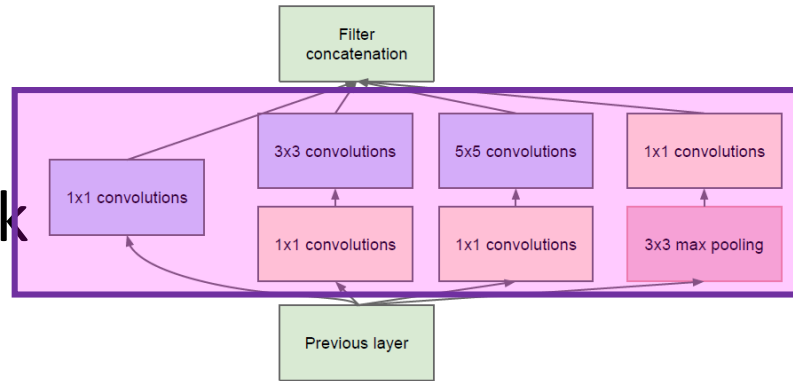 Filter
concatenation
3x3 convolutions
5x5 convolutions
1x1 convolutions
1x1 convolutions
k
1x1 convolutions
1x1 convolutions
3x3 max pooling
Previous layer